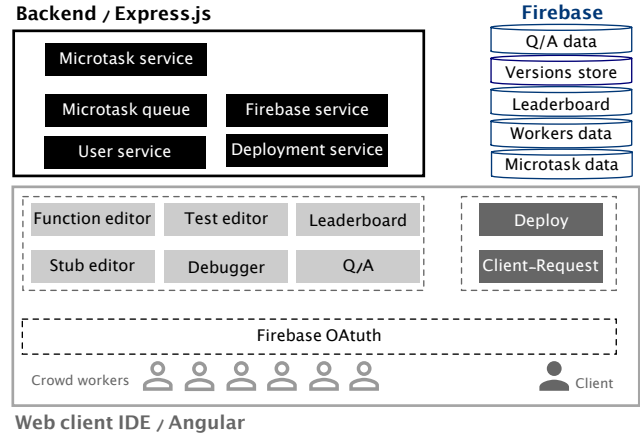 Backend / Express.js
Firebase
Microtask service
Microtask queue
Firebase service
User service
Deployment service
Q/A data
Versions store
Leaderboard
Workers data
Microtask data
Function editor
Test editor
Leaderboard
Stub editor
Debugger
Q/A
Deploy
Client-Request
Firebase OAtuth
Crowd workers
Client
Web client IDE / Angular